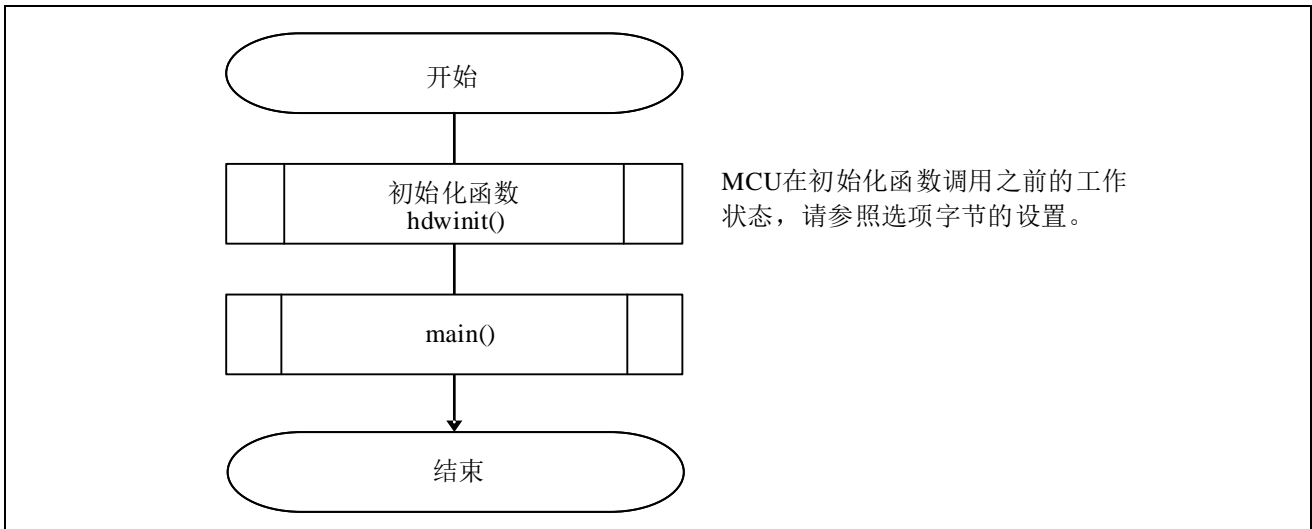 开始
初始化函数
hdwinit()
MCU在初始化函数调用之前的工作
状态，请参照选项字节的设置。
main()
结束